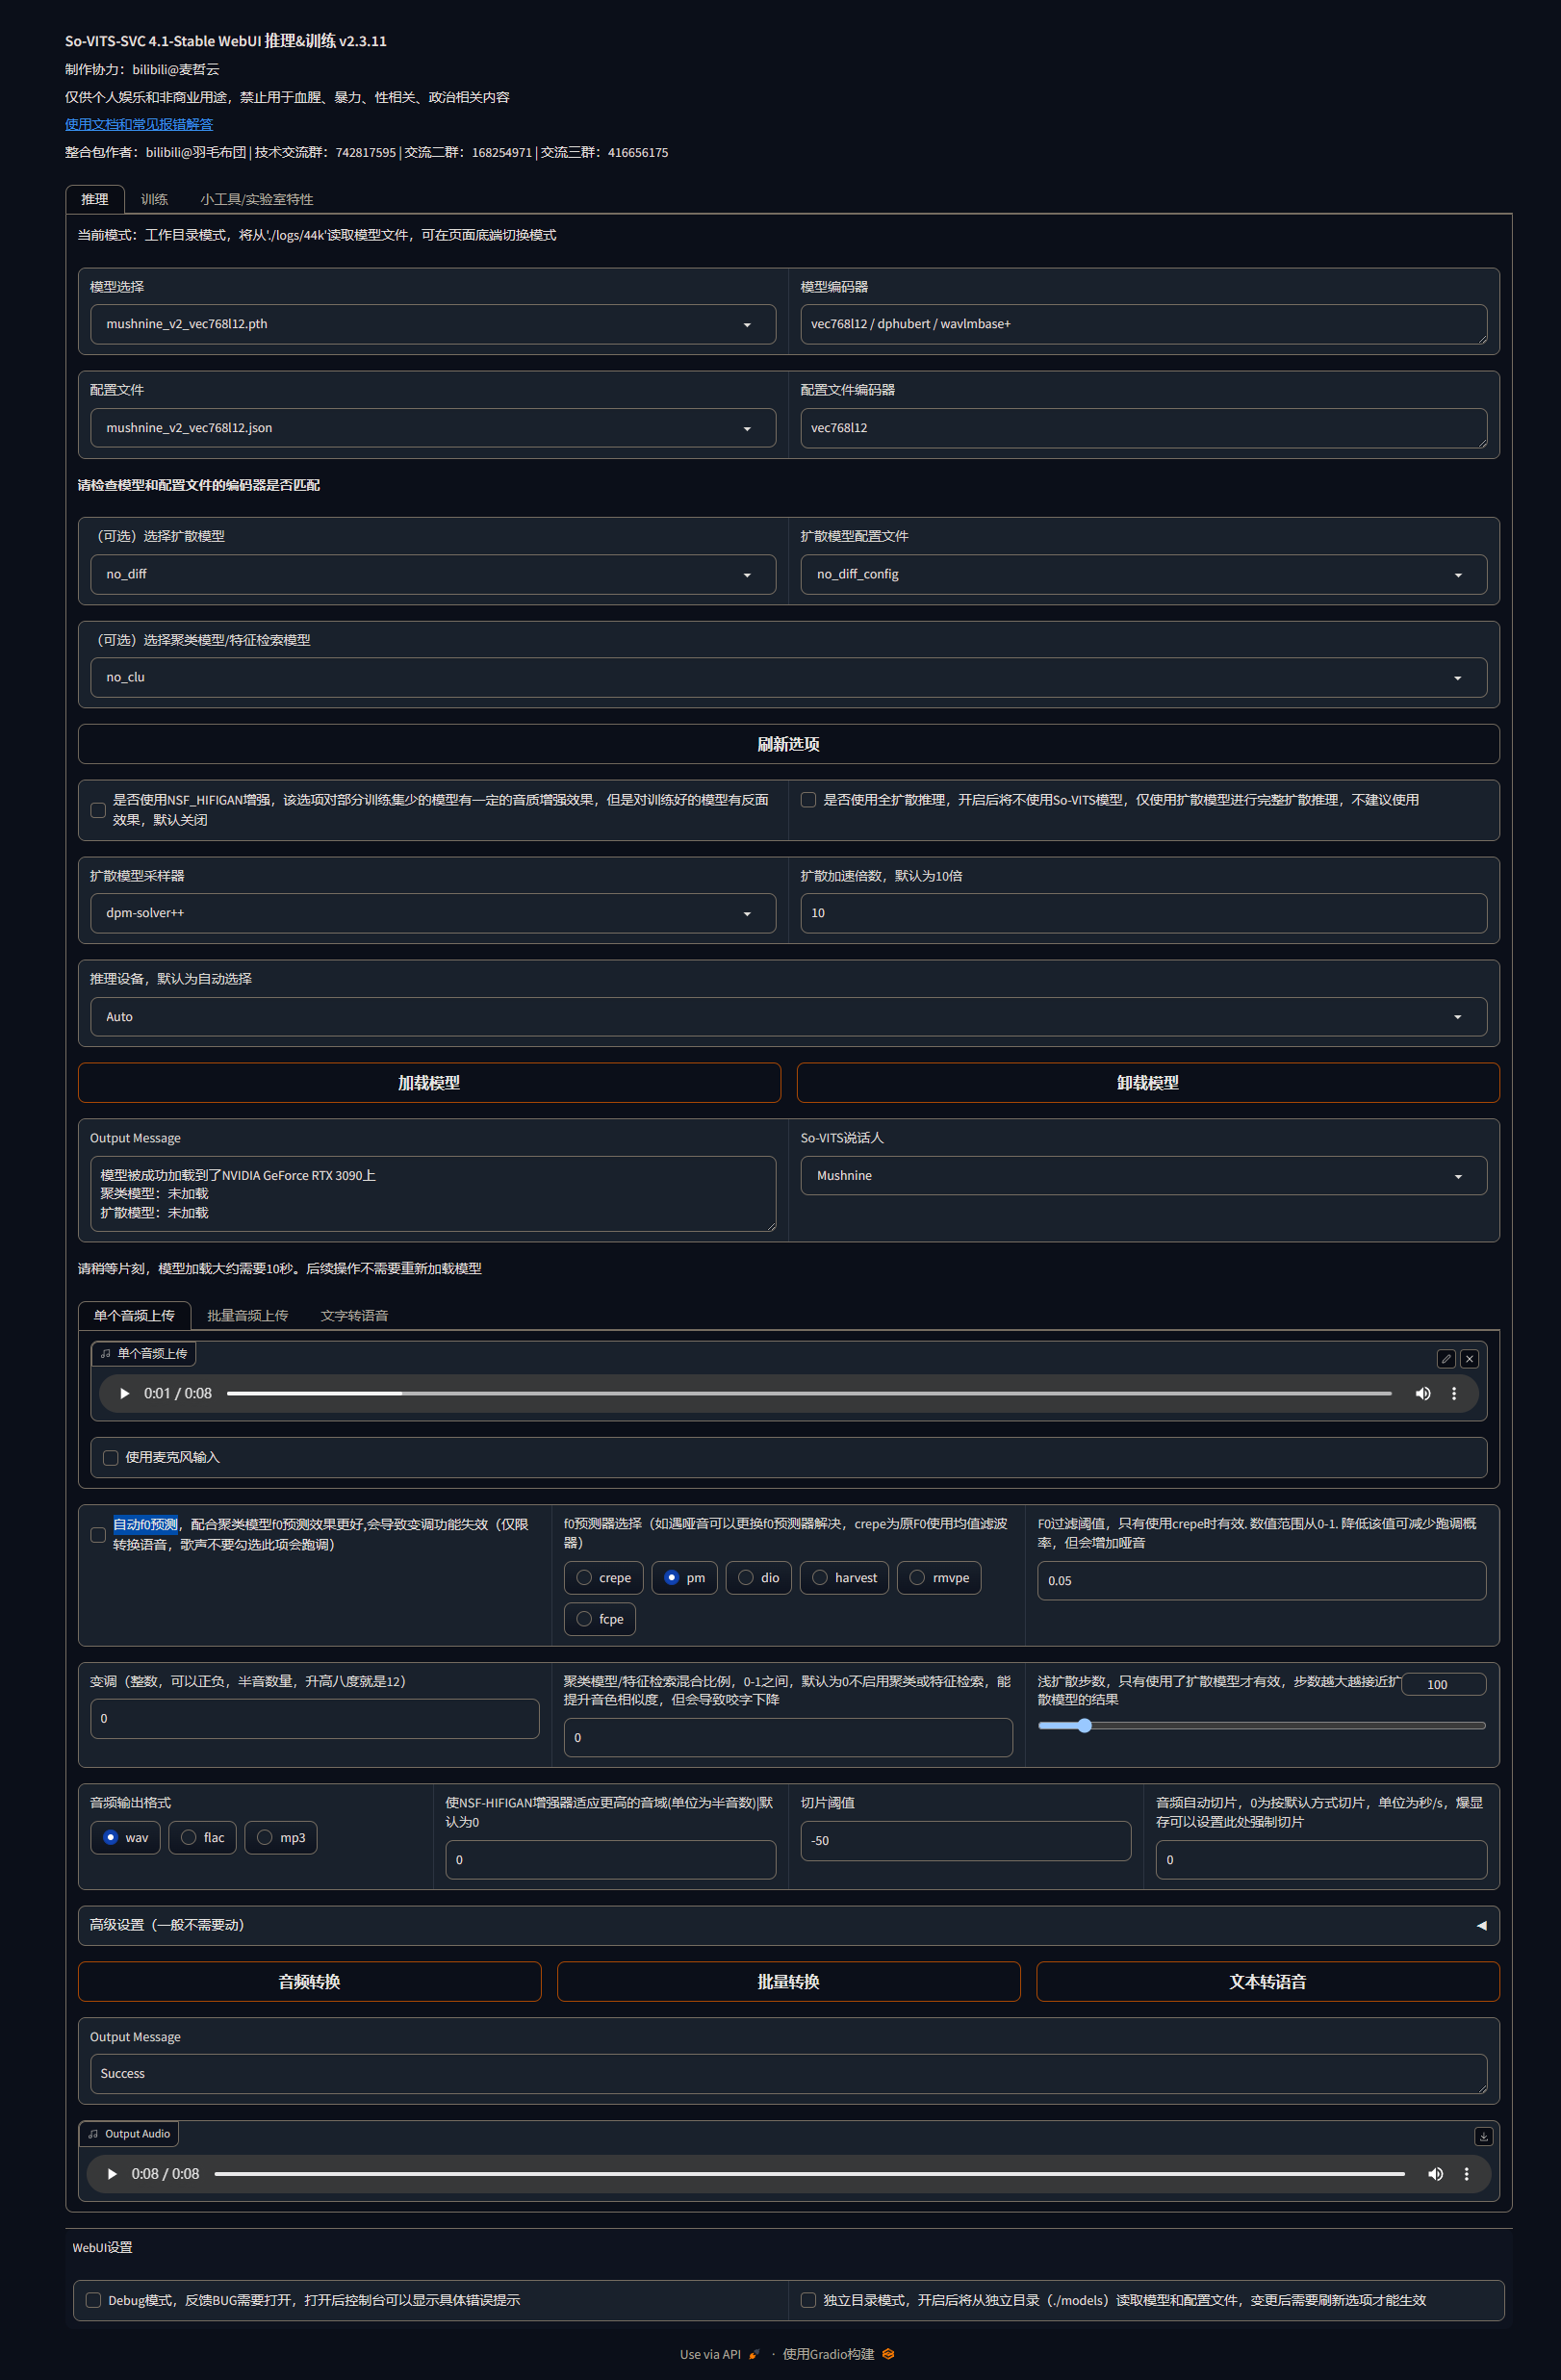 So-VITS-SVC 4.1-Stable WebUI 推理&训练 v2.3.11
制作协力：bilibili@麦哲云
仅供个人娱乐和非商业用途，禁止用于血腥、暴力、性相关、政治相关内容
使用文档和常见报错解答
整合包作者：bilibili@羽毛布团 | 技术交流群：742817595 | 交流二群：168254971 | 交流三群：416656175
推理 训练 小工具/实验室特性
当前模式：工作目录模式，将从'./logs/44k'读取模型文件，可在页面底端切换模式
模型选择 模型编码器
mushnine_v2_vec768l12.pth vec768l12 / dphubert / wavlmbase+
配置文件 配置文件编码器
mushnine_v2_vec768l12.json vec768l12
请检查模型和配置文件的编码器是否匹配
（可选）选择扩散模型 扩散模型配置文件
no_diff no_diff_config
（可选）选择聚类模型/特征检索模型
no_clu
刷新选项
是否使用NSF_HIFIGAN增强，该选项对部分训练集少的模型有一定的音质增强效果，但是对训练好的模型有反面
效果，默认关闭
是否使用全扩散推理，开启后将不使用So-VITS模型，仅使用扩散模型进行完整扩散推理，不建议使用
扩散模型采样器 扩散加速倍数，默认为10倍
dpm-solver++ 10
推理设备，默认为自动选择
Auto
加载模型 卸载模型
Output Message So-VITS说话人
模型被成功加载到了NVIDIA GeForce RTX 3090上 Mushnine
聚类模型：未加载
扩散模型：未加载
请稍等片刻，模型加载大约需要10秒。后续操作不需要重新加载模型
单个音频上传 批量音频上传 文字转语音
单个音频上传
0:01 / 0:08
使用麦克风输入
自动f0预测，配合聚类模型f0预测效果更好,会导致变调功能失效（仅限
转换语音，歌声不要勾选此项会跑调）
f0预测器选择（如遇哑音可以更换f0预测器解决，crepe为原F0使用均值滤波
器）
crepe pm dio harvest rmvpe
fcpe
F0过滤阈值，只有使用crepe时有效. 数值范围从0-1. 降低该值可减少跑调概
率，但会增加哑音
0.05
变调（整数，可以正负，半音数量，升高八度就是12）
0
聚类模型/特征检索混合比例，0-1之间，默认为0不启用聚类或特征检索，能
提升音色相似度，但会导致咬字下降
0
浅扩散步数，只有使用了扩散模型才有效，步数越大越接近扩
散模型的结果
100
音频输出格式
wav flac mp3
使NSF-HIFIGAN增强器适应更高的音域(单位为半音数)|默
认为0
0
切片阈值
-50
音频自动切片，0为按默认方式切片，单位为秒/s，爆显
存可以设置此处强制切片
0
高级设置（一般不需要动）
音频转换 批量转换 文本转语音
Output Message
Success
Output Audio
0:08 / 0:08
WebUI设置
Debug模式，反馈BUG需要打开，打开后控制台可以显示具体错误提示
独立目录模式，开启后将从独立目录（./models）读取模型和配置文件，变更后需要刷新选项才能生效
Use via API · 使用Gradio构建